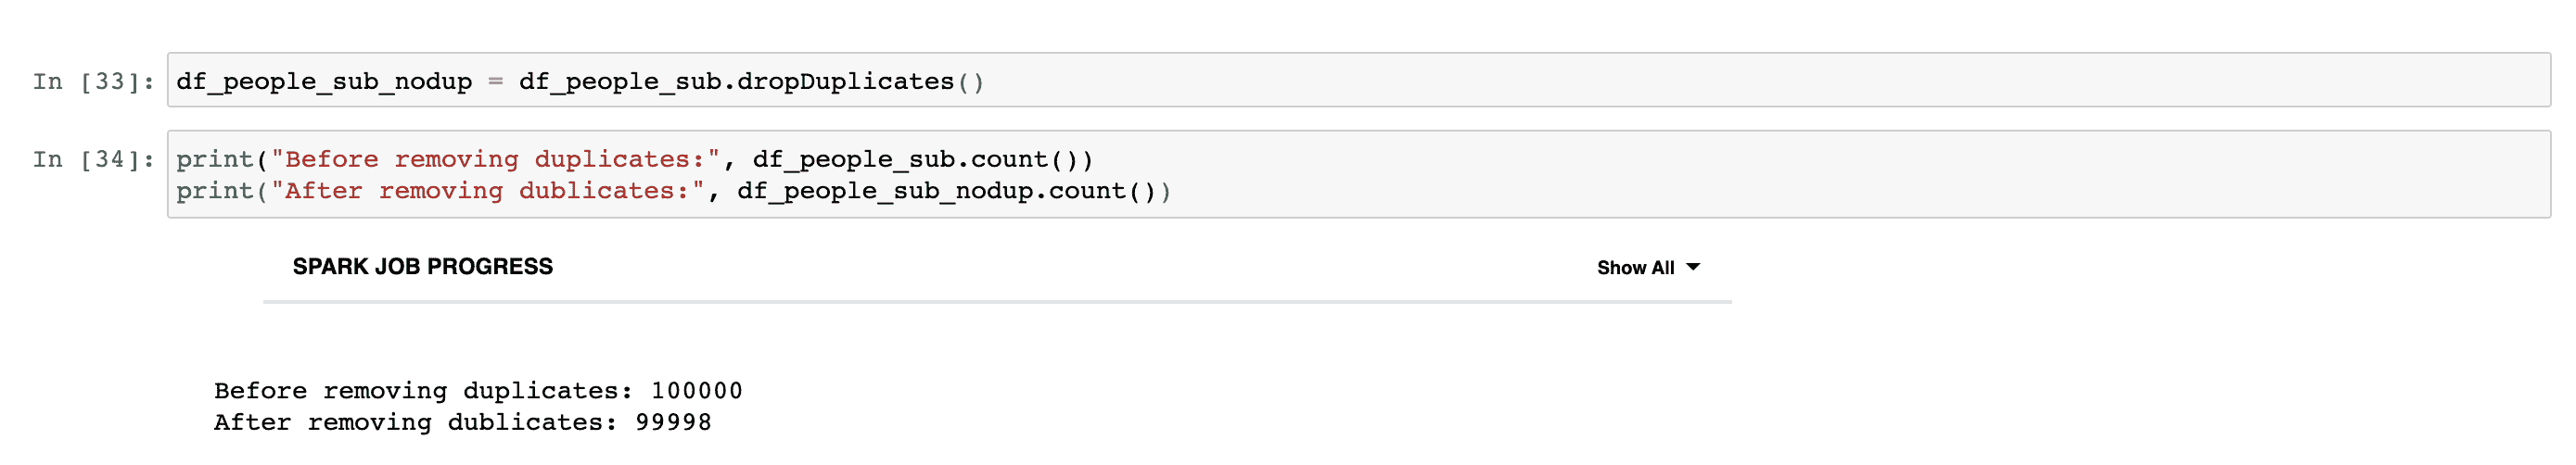 In [33]: df_people_sub_nodup = df_people_sub.dropDuplicates()
In [34]: print("Before removing duplicates:", df_people_sub.count())
print("After removing dublicates:", df_people_sub_nodup.count())
SPARK JOB PROGRESS Show All
Before removing duplicates: 100000
After removing dublicates: 99998